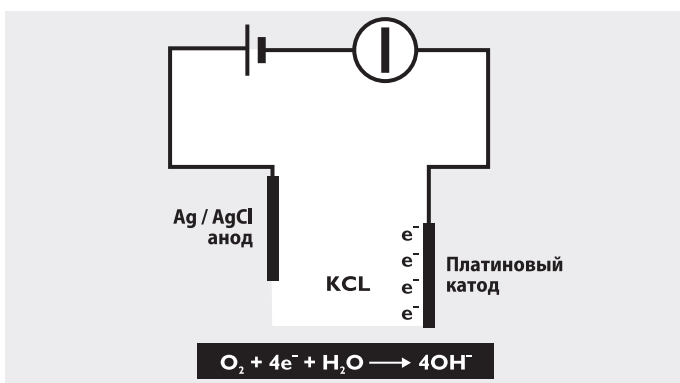 Ag / AgCl
анод
KCL
e⁻
e⁻
e⁻
e⁻
Платиновый
катод
O₂ + 4e⁻ + H₂O ⟶ 4OH⁻